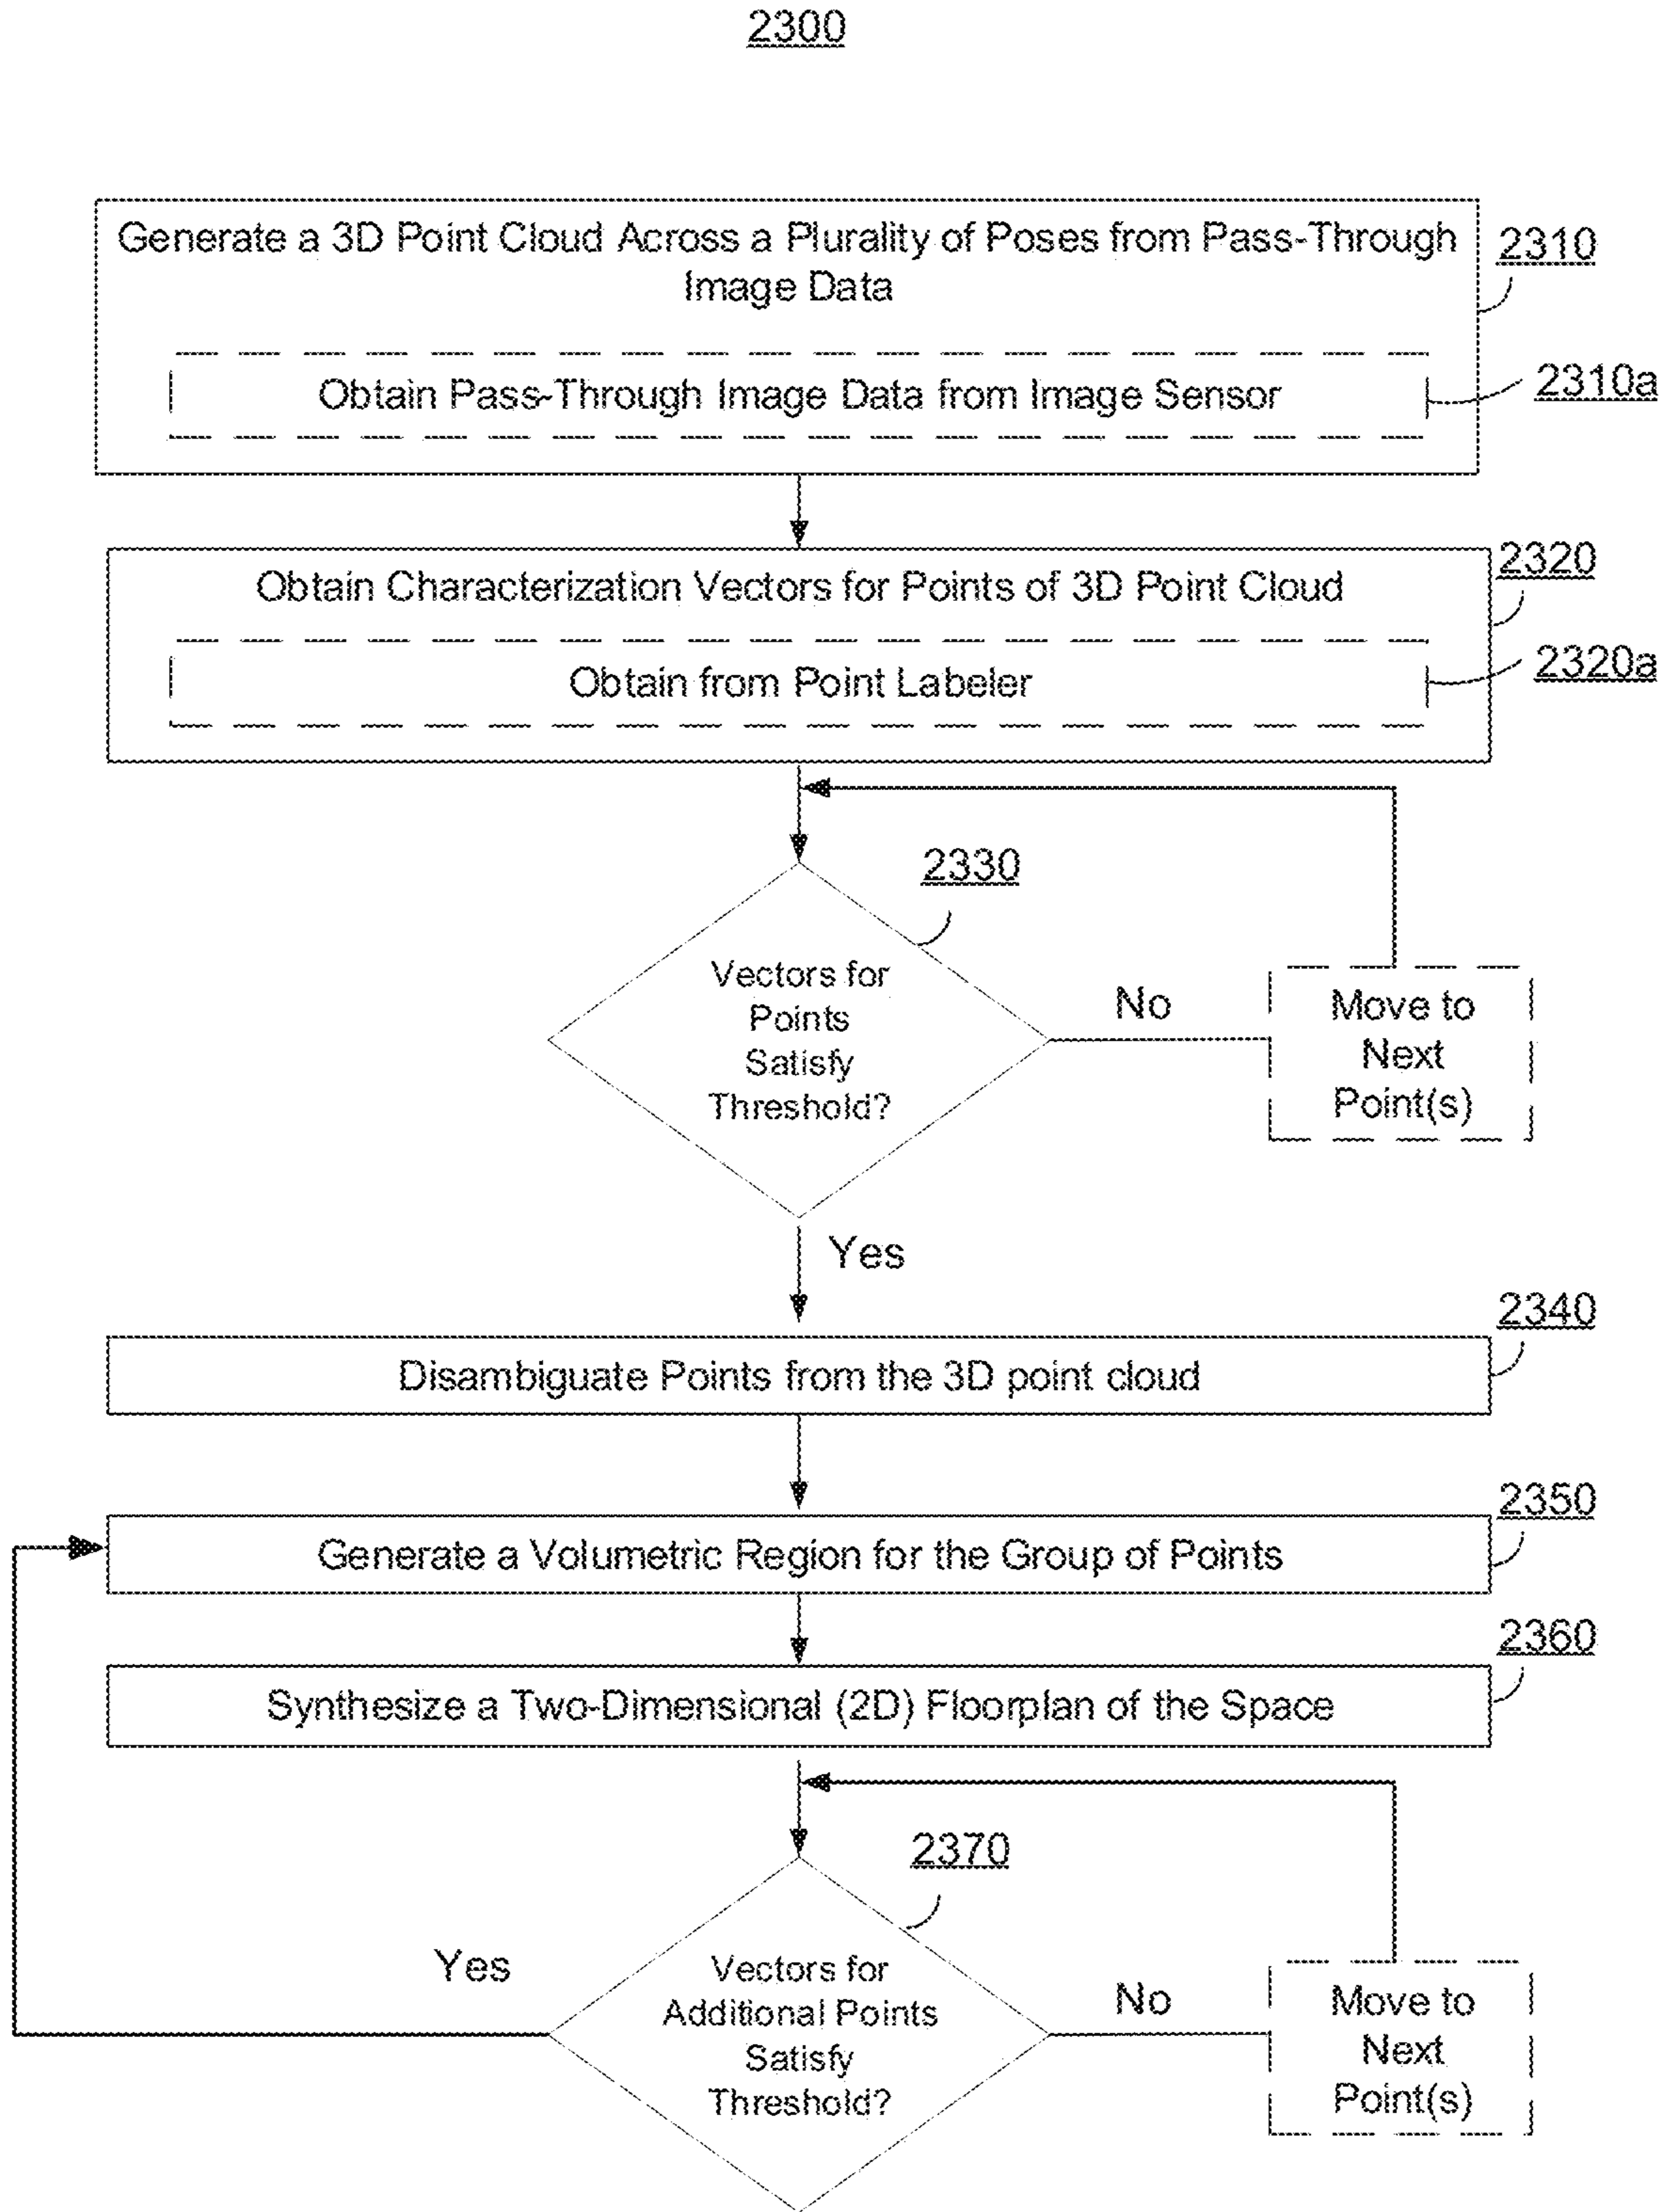 2300
Generate a 3D Point Cloud Across a Plurality of Poses from Pass-Through
Image Data
2310
Obtain Pass-Through Image Data from Image Sensor
2310a
Obtain Characterization Vectors for Points of 3D Point Cloud
2320
Obtain from Point Labeler
2320a
2330
Vectors for
Points
Satisfy
Threshold?
No
Move to
Next
Point(s)
Yes
2340
Disambiguate Points from the 3D point cloud
2350
Generate a Volumetric Region for the Group of Points
2360
Synthesize a Two-Dimensional (2D) Floorplan of the Space
2370
Yes
Vectors for
Additional Points
Satisfy
Threshold?
No
Move to
Next
Point(s)